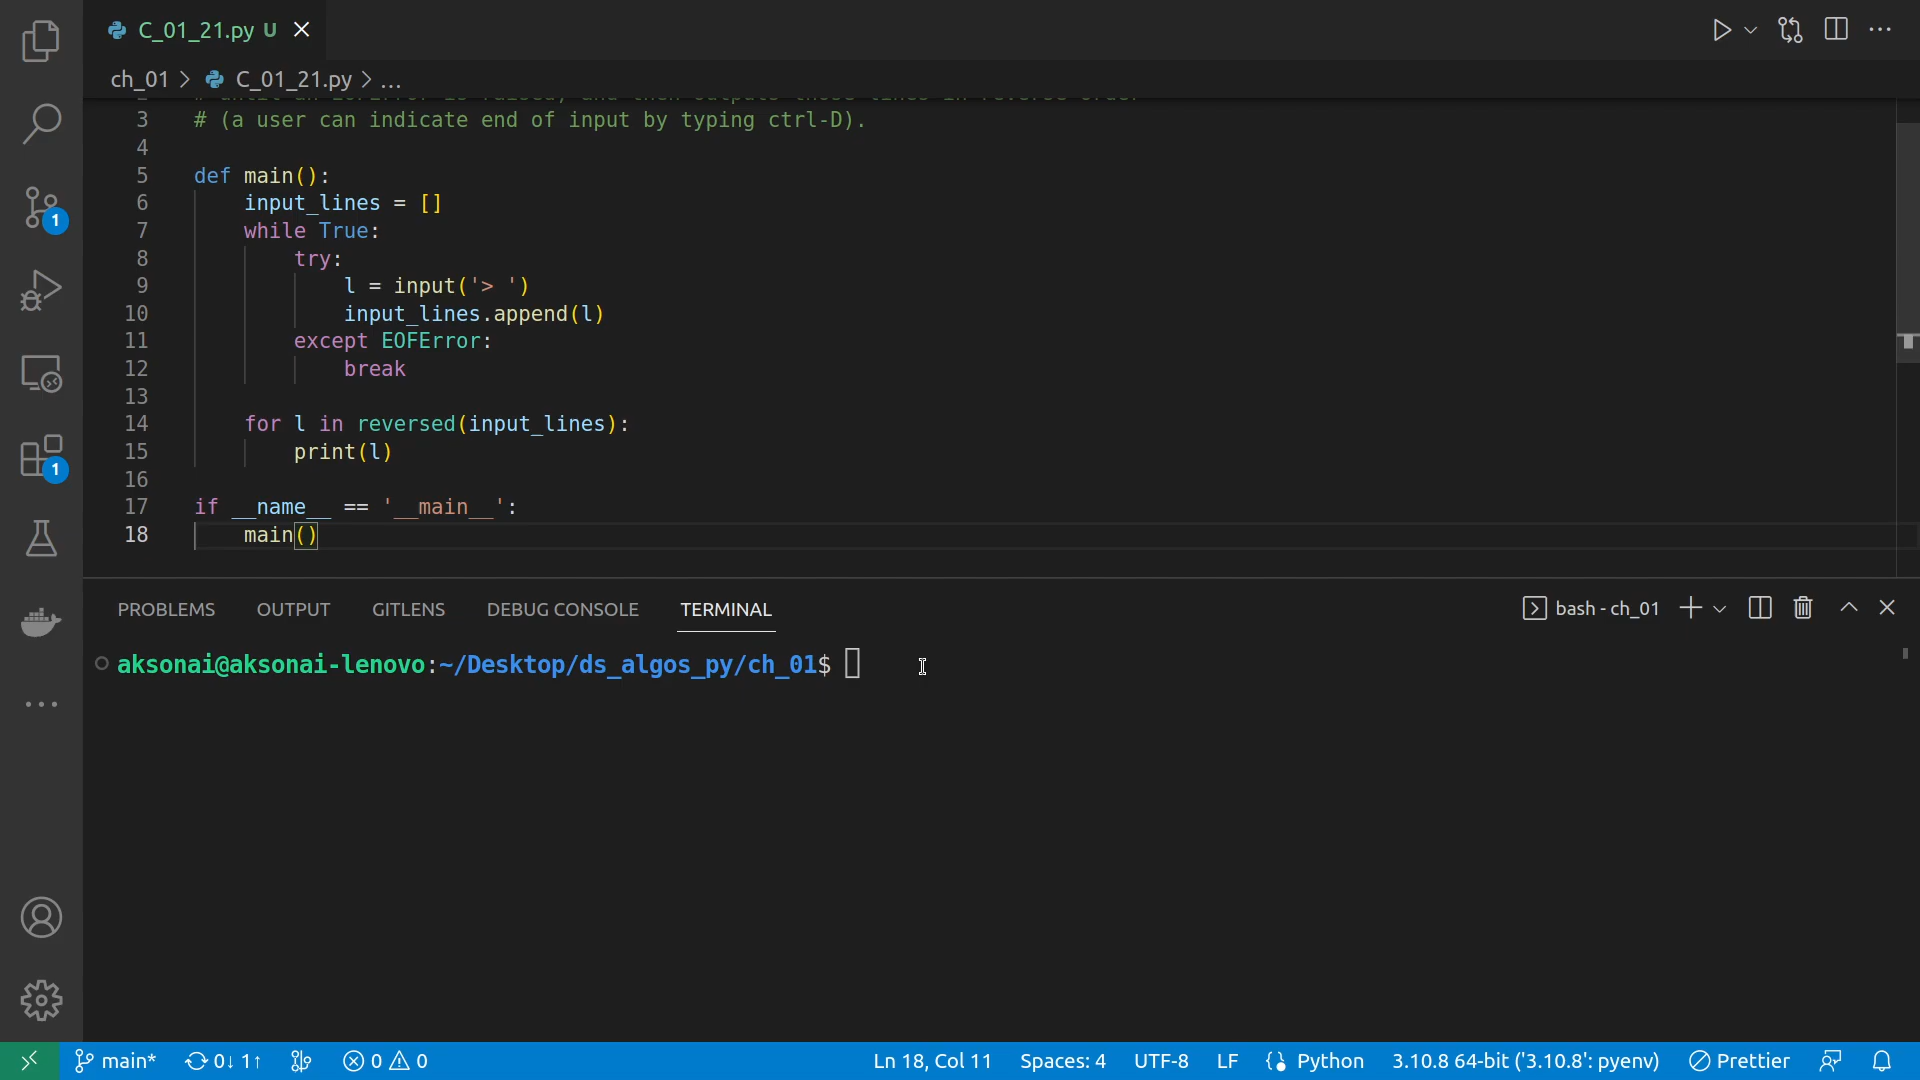 C_01_21.py U
ch_01 > C_01_21.py > ...
3 # (a user can indicate end of input by typing ctrl-D).
4
5 def main():
6 input_lines = []
7 while True:
8 try:
9 l = input('> ')
10 input_lines.append(l)
11 except EOFError:
12 break
13
14 for l in reversed(input_lines):
15 print(l)
16
17 if __name__ == '__main__':
18 main()
1
1
PROBLEMS OUTPUT GITLENS DEBUG CONSOLE TERMINAL bash - ch_01
aksonai@aksonai-lenovo:~/Desktop/ds_algos_py/ch_01$
main* 0↓ 1↑ 0 0 Ln 18, Col 11 Spaces: 4 UTF-8 LF Python 3.10.8 64-bit ('3.10.8': pyenv) Prettier